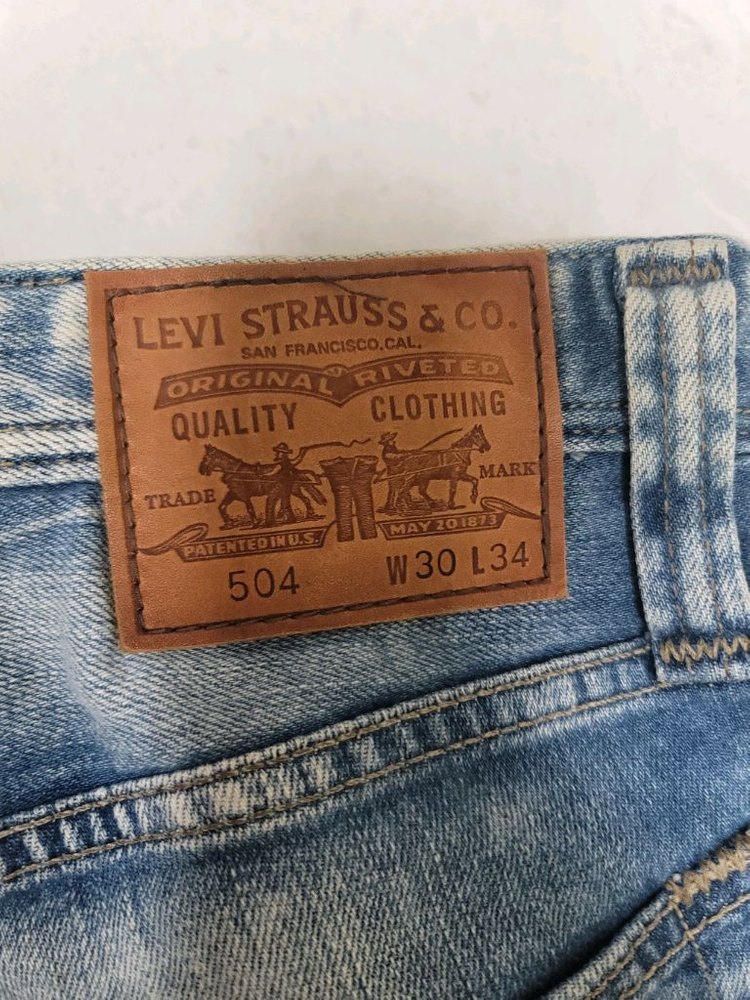 LEVI STRAUSS & CO.
SAN FRANCISCO, CAL.
ORIGINAL RIVETED
QUALITY CLOTHING
TRADE MARK
PATENTED IN U.S. MAY 20 1873
504 W30 L34